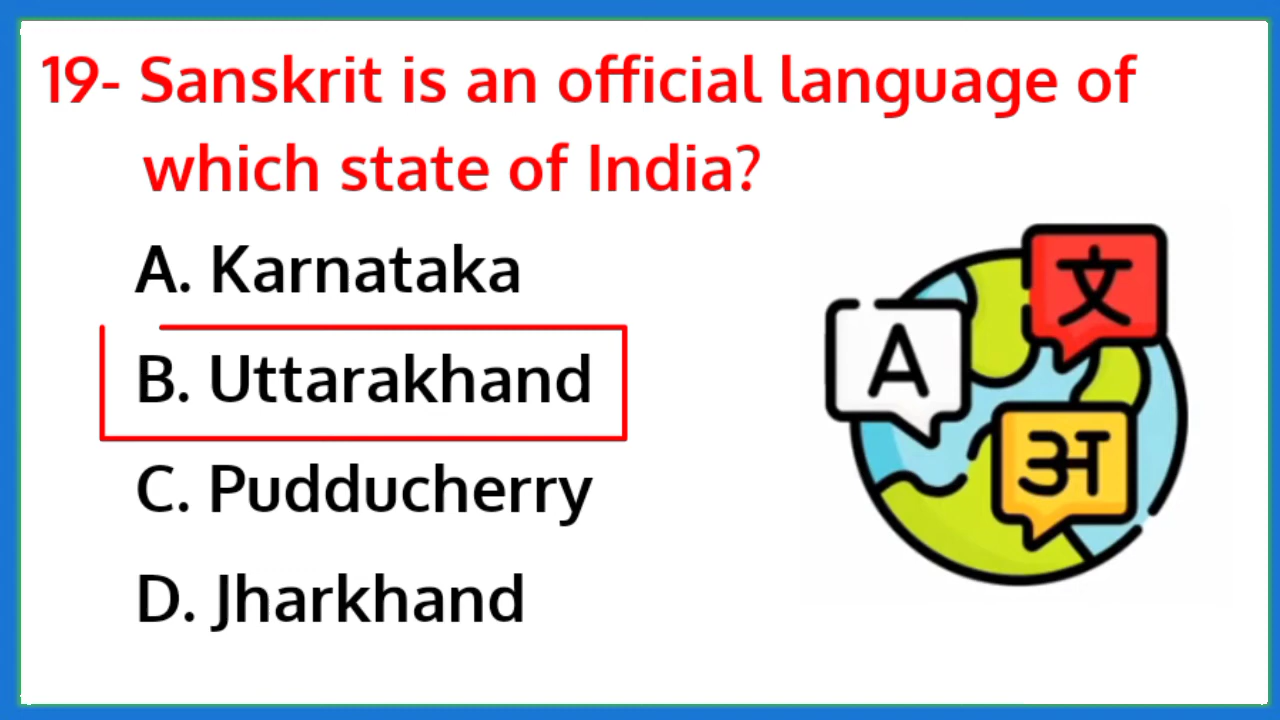 19- Sanskrit is an official language of
which state of India?
A. Karnataka
B. Uttarakhand
C. Pudducherry
D. Jharkhand
A
文
अ